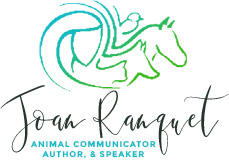 Joan Ranquet
ANIMAL COMMUNICATOR
AUTHOR, & SPEAKER